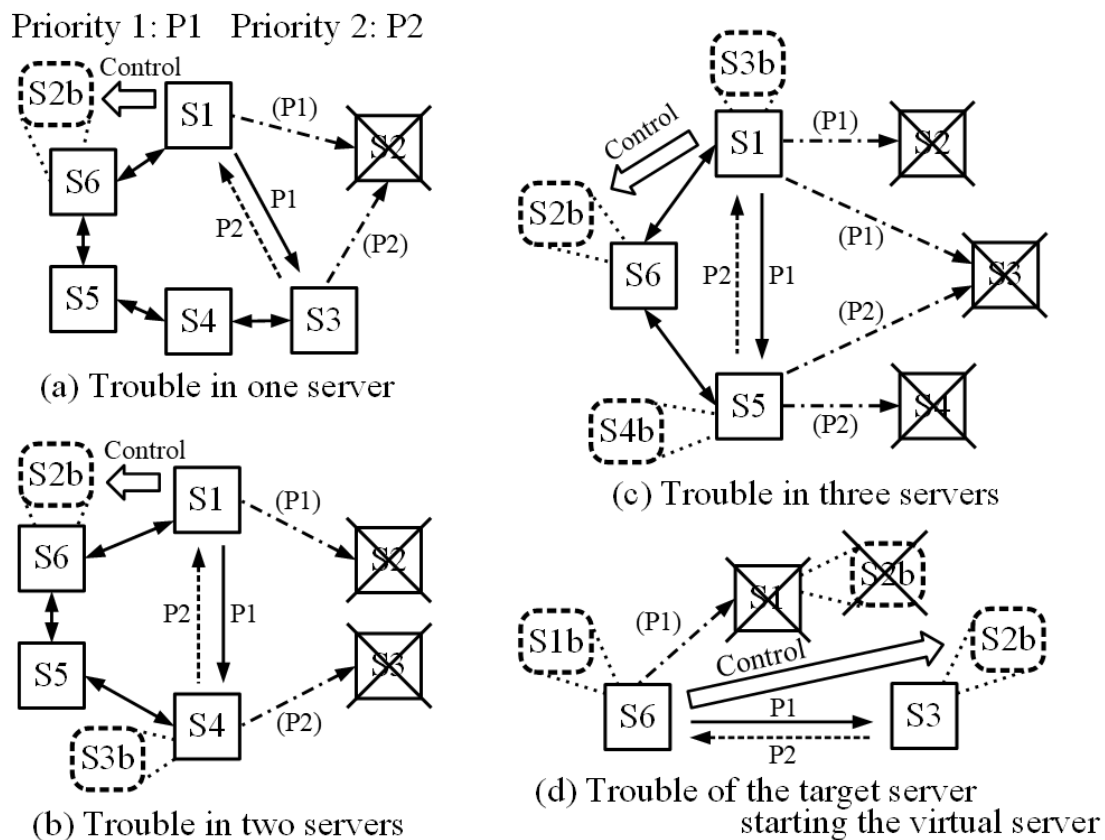 Priority 1: P1 Priority 2: P2
S2b
Control
S1
(P1)
S2
S6
P1
P2
(P2)
S5
S4
S3
(a) Trouble in one server
S2b
Control
S1
(P1)
S6
S2
P2
P1
S5
S3
S4
(P2)
S3b
(b) Trouble in two servers
S3b
Control
S1
(P1)
S2
S2b
(P1)
S6
P2
P1
S3
(P2)
S5
S4
S4b
(P2)
(c) Trouble in three servers
S2b
S1
S1b
(P1)
S2b
Control
S6
P1
S3
P2
(d) Trouble of the target server
starting the virtual server